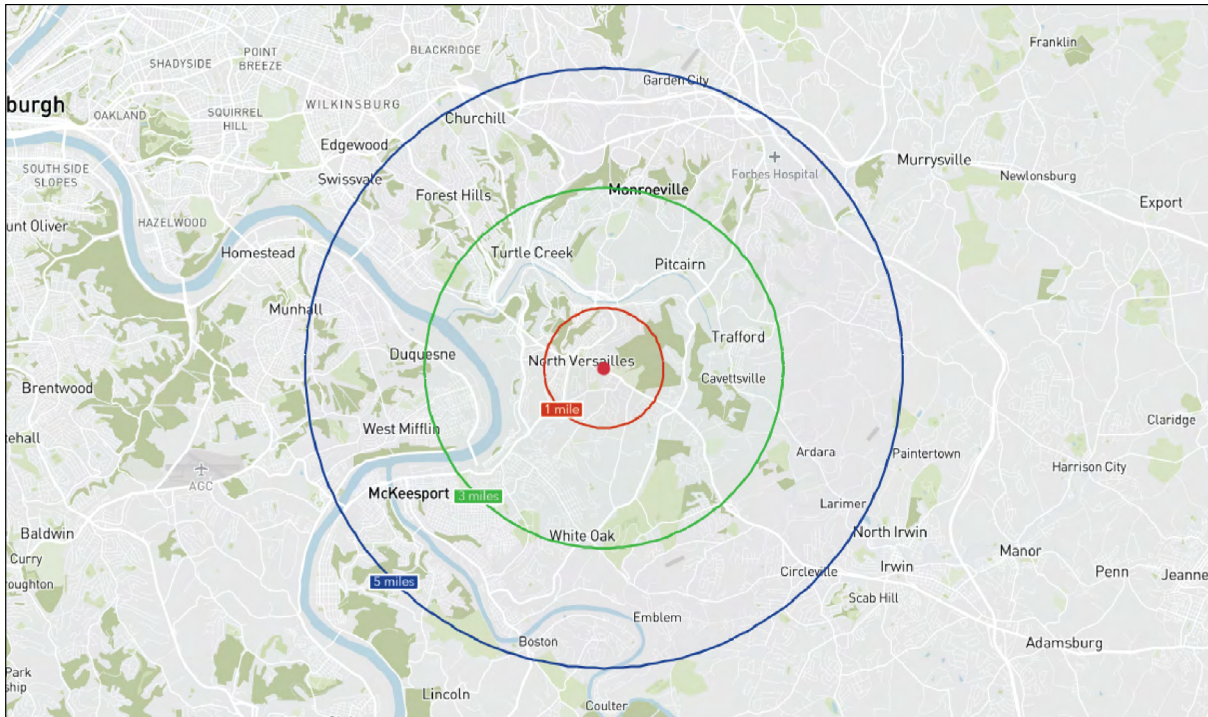 Franklin
BLACKRIDGE
POINT
BREEZE
SHADYSIDE
Garden City
burgh
WILKINSBURG
OAKLAND
SQUIRREL
HILL
Churchill
Edgewood
Murrysville
SOUTH SIDE
SLOPES
Swissvale
Forbes Hospital
Newlonsburg
Monroeville
Forest Hills
Export
HAZELWOOD
unt Oliver
Homestead
Turtle Creek
Pitcairn
Munhall
Trafford
Duquesne
North Versailles
Cavettsville
Brentwood
1 mile
Claridge
West Mifflin
tehall
Ardara
Paintertown
Harrison City
AGC
McKeesport
3 miles
Larimer
Baldwin
White Oak
North Irwin
Manor
Curry
Irwin
Circleville
Penn
Jeanne
5 miles
roughton
Scab Hill
Emblem
Boston
Adamsburg
Park
ship
Lincoln
Coulter